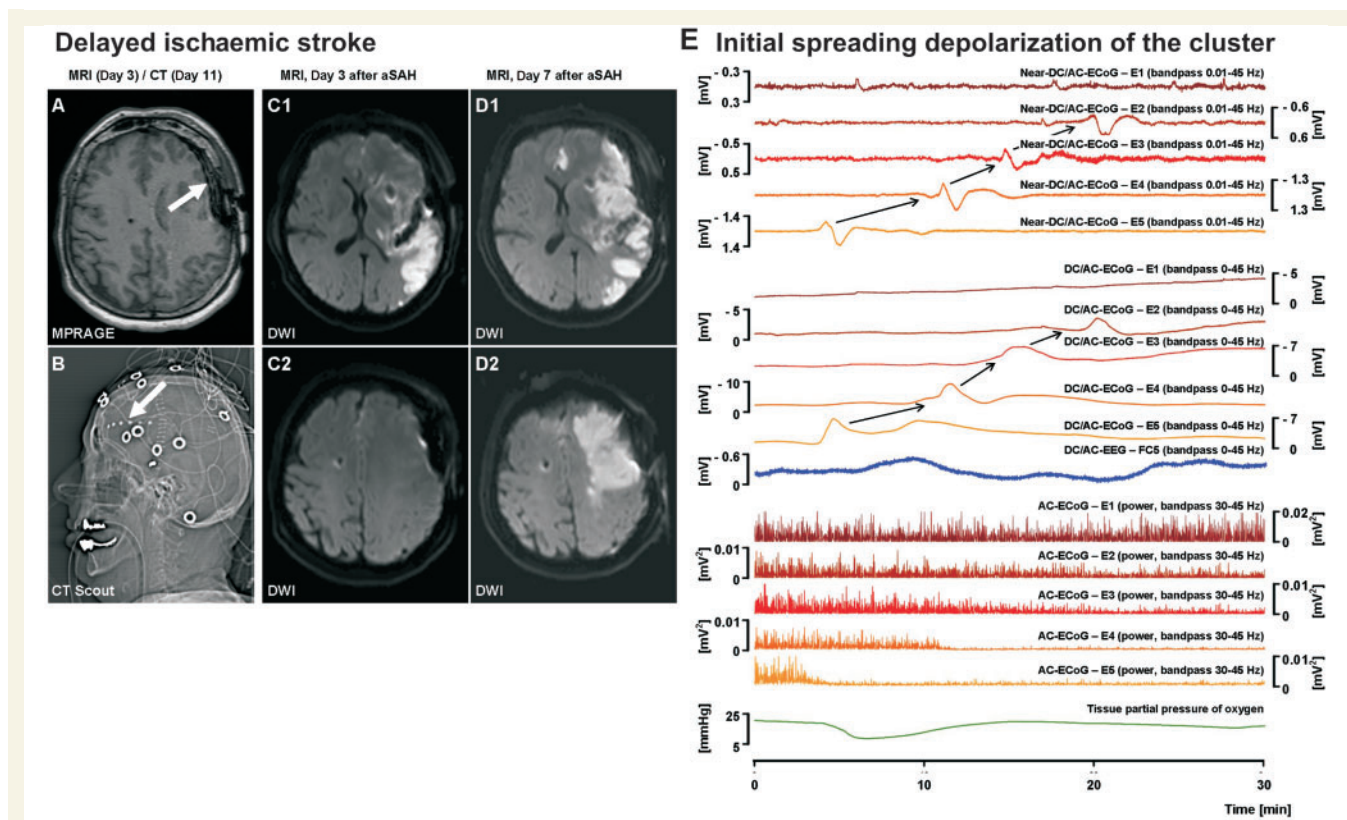 Delayed ischaemic stroke
MRI (Day 3) / CT (Day 11)
MRI, Day 3 after aSAH
MRI, Day 7 after aSAH
A
MPRAGE
B
CT Scout
C1
DWI
C2
DWI
D1
DWI
D2
DWI
E Initial spreading depolarization of the cluster
Near-DC/AC-ECoG – E1 (bandpass 0.01-45 Hz)
- 0.3
0.3
[mV]
Near-DC/AC-ECoG – E2 (bandpass 0.01-45 Hz)
- 0.6
0.6
[mV]
Near-DC/AC-ECoG – E3 (bandpass 0.01-45 Hz)
- 0.5
0.5
[mV]
Near-DC/AC-ECoG – E4 (bandpass 0.01-45 Hz)
- 1.3
1.3
[mV]
Near-DC/AC-ECoG – E5 (bandpass 0.01-45 Hz)
- 1.4
1.4
[mV]
DC/AC-ECoG – E1 (bandpass 0-45 Hz)
- 5
0
[mV]
DC/AC-ECoG – E2 (bandpass 0-45 Hz)
-5
0
[mV]
DC/AC-ECoG – E3 (bandpass 0-45 Hz)
- 7
0
[mV]
DC/AC-ECoG – E4 (bandpass 0-45 Hz)
- 10
0
[mV]
DC/AC-ECoG – E5 (bandpass 0-45 Hz)
- 7
0
[mV]
DC/AC-EEG – FC5 (bandpass 0-45 Hz)
-0.6
0
[mV]
AC-ECoG – E1 (power, bandpass 30-45 Hz)
0.02
0
[mV²]
AC-ECoG – E2 (power, bandpass 30-45 Hz)
0.01
0
[mV²]
AC-ECoG – E3 (power, bandpass 30-45 Hz)
0.01
0
[mV²]
AC-ECoG – E4 (power, bandpass 30-45 Hz)
0.01
0
[mV²]
AC-ECoG – E5 (power, bandpass 30-45 Hz)
0.01
0
[mV²]
Tissue partial pressure of oxygen
25
5
[mmHg]
0 10 20 30
Time [min]